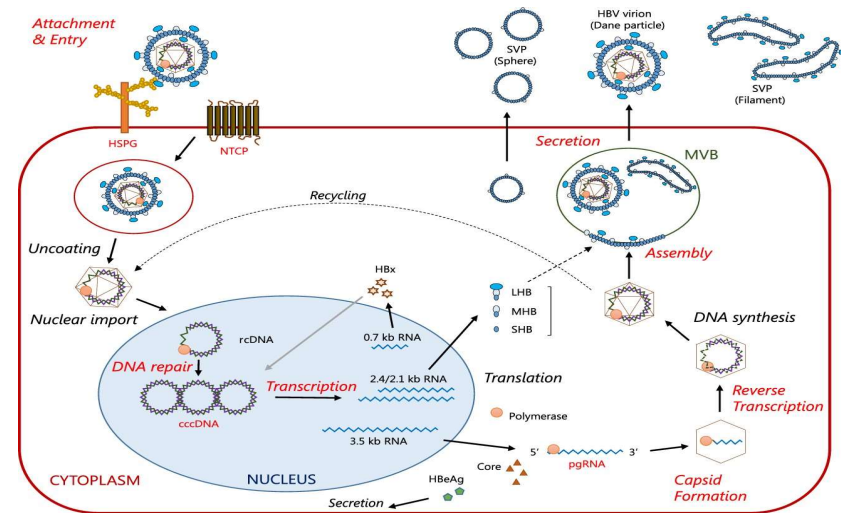 Attachment
& Entry
HSPG
NTCP
SVP
(Sphere)
HBV virion
(Dane particle)
SVP
(Filament)
Secretion
MVB
Recycling
Uncoating
Assembly
HBx
LHB
MHB
SHB
Nuclear import
rcDNA
0.7 kb RNA
DNA synthesis
DNA repair
Transcription
2.4/2.1 kb RNA
Translation
cccDNA
Polymerase
Reverse
Transcription
3.5 kb RNA
5′
pgRNA
3′
Core
CYTOPLASM
NUCLEUS
HBeAg
Secretion
Capsid
Formation